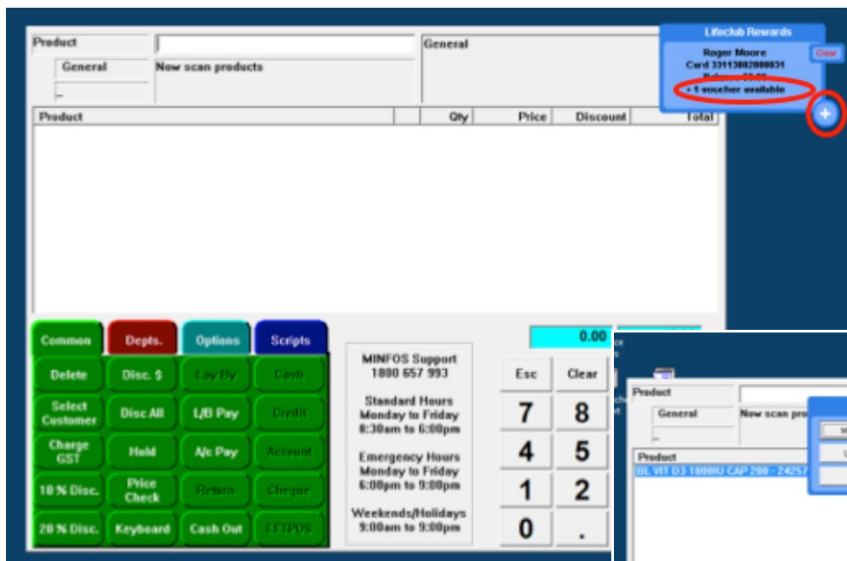 Lifeclub Rewards
Product
General
Roger Moore
Clear
General
Now scan products
Card 33113002000031
+ 1 voucher available
+
Product
Qty
Price
Discount
Total
Common
Depts.
Options
Scripts
0.00
Delete
Disc. $
Lay By
Cash
Select Customer
Disc All
L/B Pay
Credit
Charge GST
Hold
A/c Pay
Account
10 % Disc.
Price Check
Return
Cheque
20 % Disc.
Keyboard
Cash Out
EFTPOS
MINFOS Support
1800 657 993
Standard Hours
Monday to Friday
8:30am to 6:00pm
Emergency Hours
Monday to Friday
6:00pm to 9:00pm
Weekends/Holidays
9:00am to 9:00pm
Esc
Clear
7
8
4
5
1
2
0
.
Product
General
Now scan pro
Product
BL VIT D3 1000IU CAP 200 - 24257